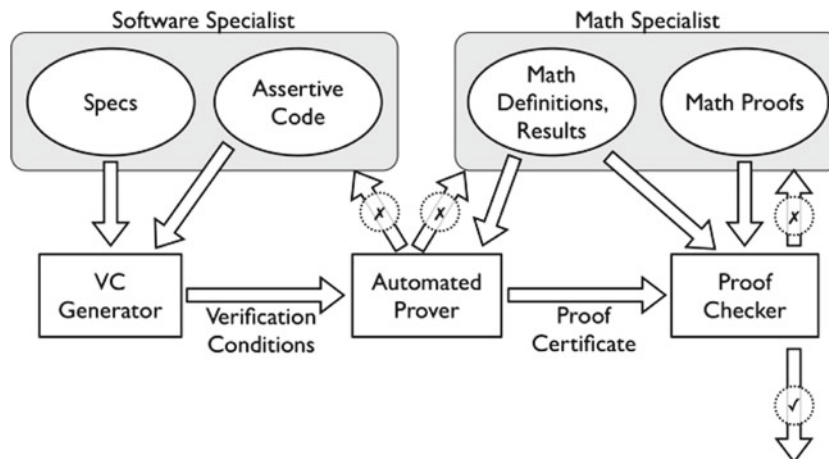 Software Specialist
Math Specialist
Specs
Assertive
Code
Math
Definitions,
Results
Math Proofs
✗
✗
✗
VC
Generator
Verification
Conditions
Automated
Prover
Proof
Certificate
Proof
Checker
✓